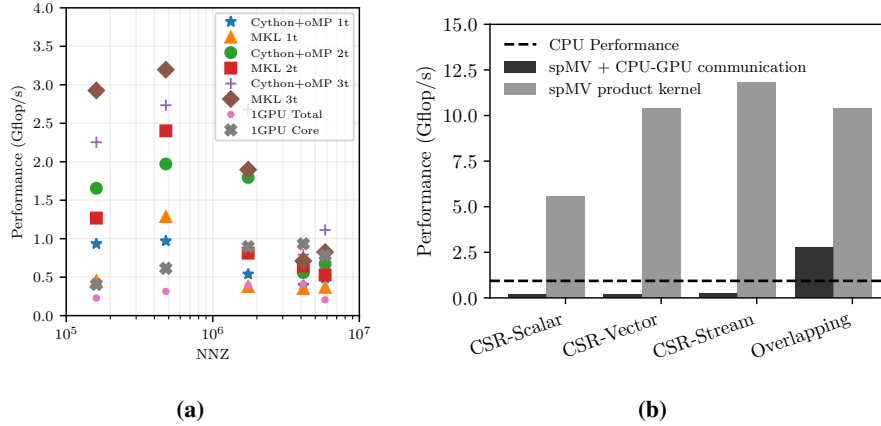 4.0
3.5
3.0
2.5
2.0
1.5
1.0
0.5
0.0
Performance (Gflop/s)
10^5
10^6
10^7
NNZ
Cython+oMP 1t
MKL 1t
Cython+oMP 2t
MKL 2t
Cython+oMP 3t
MKL 3t
1GPU Total
1GPU Core
(a)
15.0
12.5
10.0
7.5
5.0
2.5
0.0
Performance (Gflop/s)
CPU Performance
spMV + CPU-GPU communication
spMV product kernel
CSR-Scalar
CSR-Vector
CSR-Stream
Overlapping
(b)